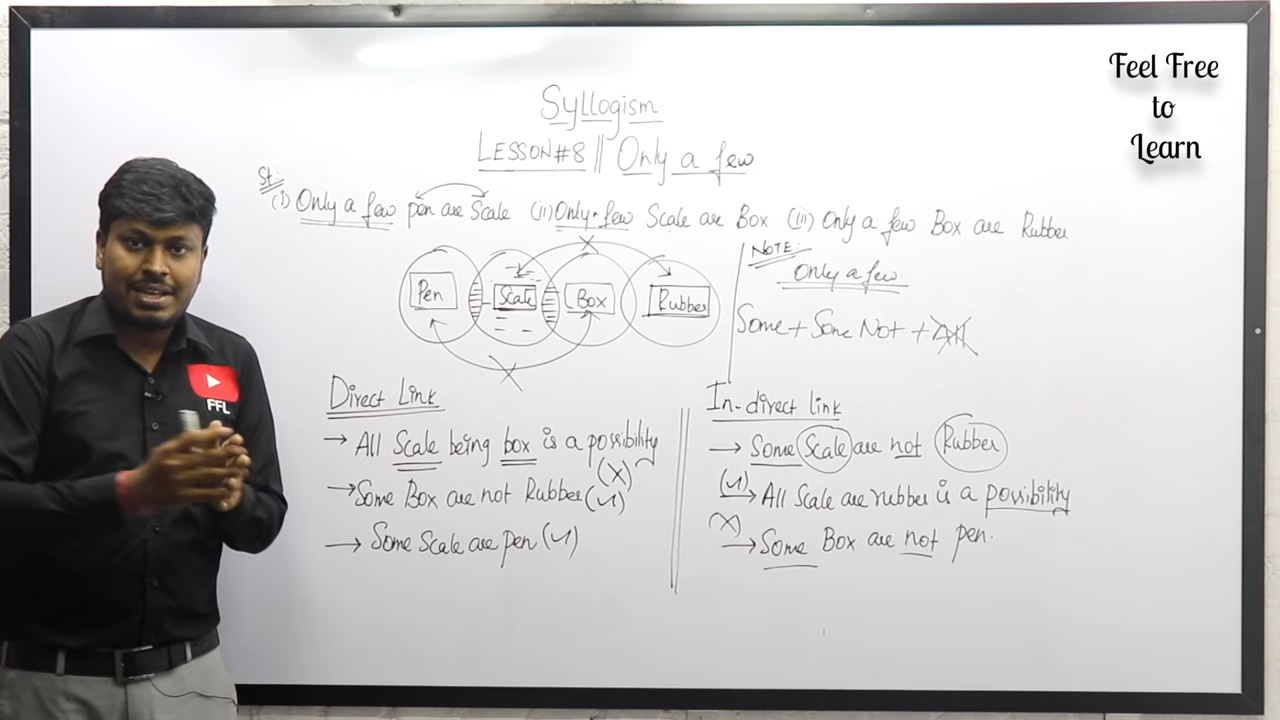 Feel Free
to
Learn
Syllogism
LESSON#8 || Only a few
St:
(i) Only a few pen are Scale (ii) Only a few Scale are Box (iii) Only a few Box are Rubber
Pen Scale Box Rubber
NOTE:
Only a few
Some + Some Not + All
Direct Link
→ All Scale being box is a possibility
(X)
→ Some Box are not Rubber (✓)
→ Some Scale are pen (✓)
In-direct link
→ Some Scale are not Rubber
(✓) → All Scale are rubber is a possibility
(X) → Some Box are not pen.
FFL